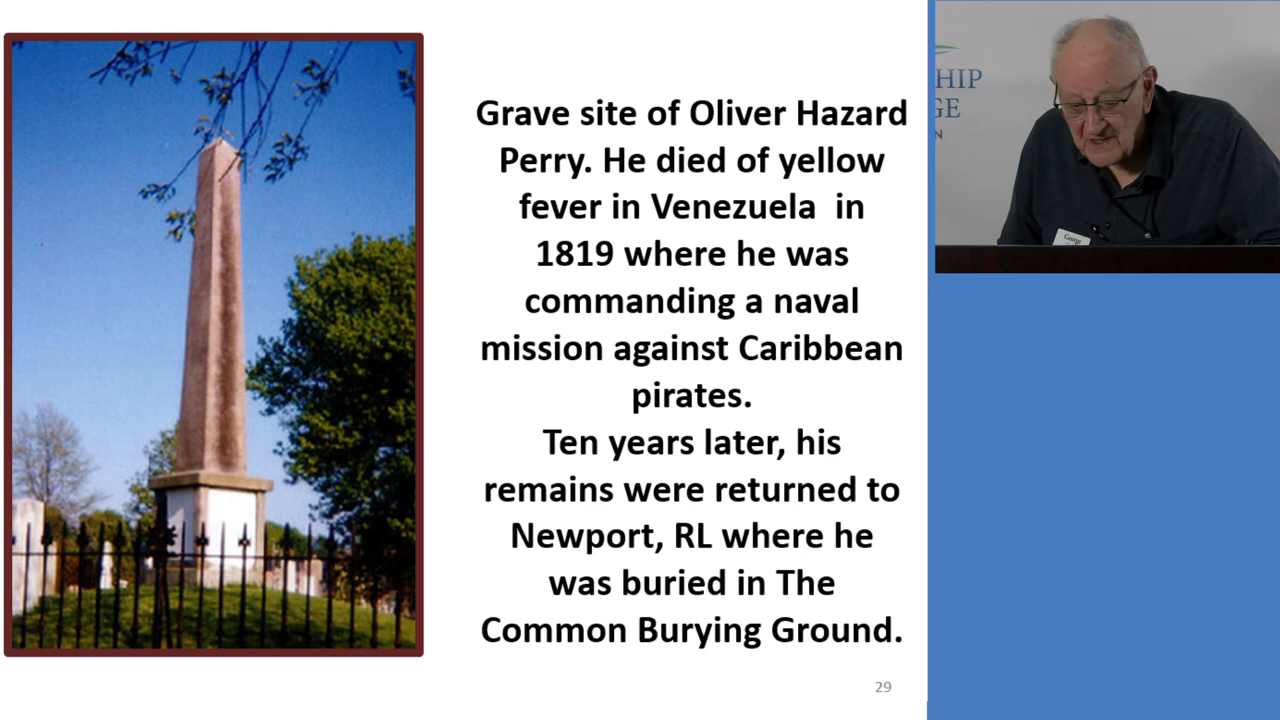 Grave site of Oliver Hazard
Perry. He died of yellow
fever in Venezuela in
1819 where he was
commanding a naval
mission against Caribbean
pirates.
Ten years later, his
remains were returned to
Newport, RL where he
was buried in The
Common Burying Ground.
29
HIP
GE
N
George